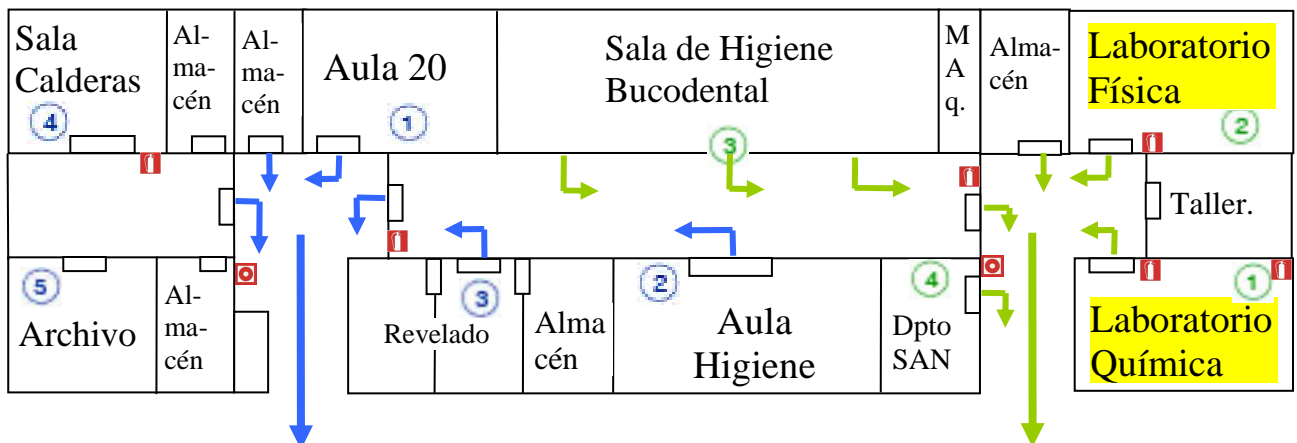 Sala
Calderas
4
Al-
ma-
cén
Al-
ma-
cén
Aula 20
1
Sala de Higiene
Bucodental
3
M
A
q.
Alma-
cén
Laboratorio
Física
2
Taller.
5
Archivo
Al-
ma-
cén
Revelado
3
Alma
cén
2
Aula
Higiene
4
Dpto
SAN
1
Laboratorio
Química